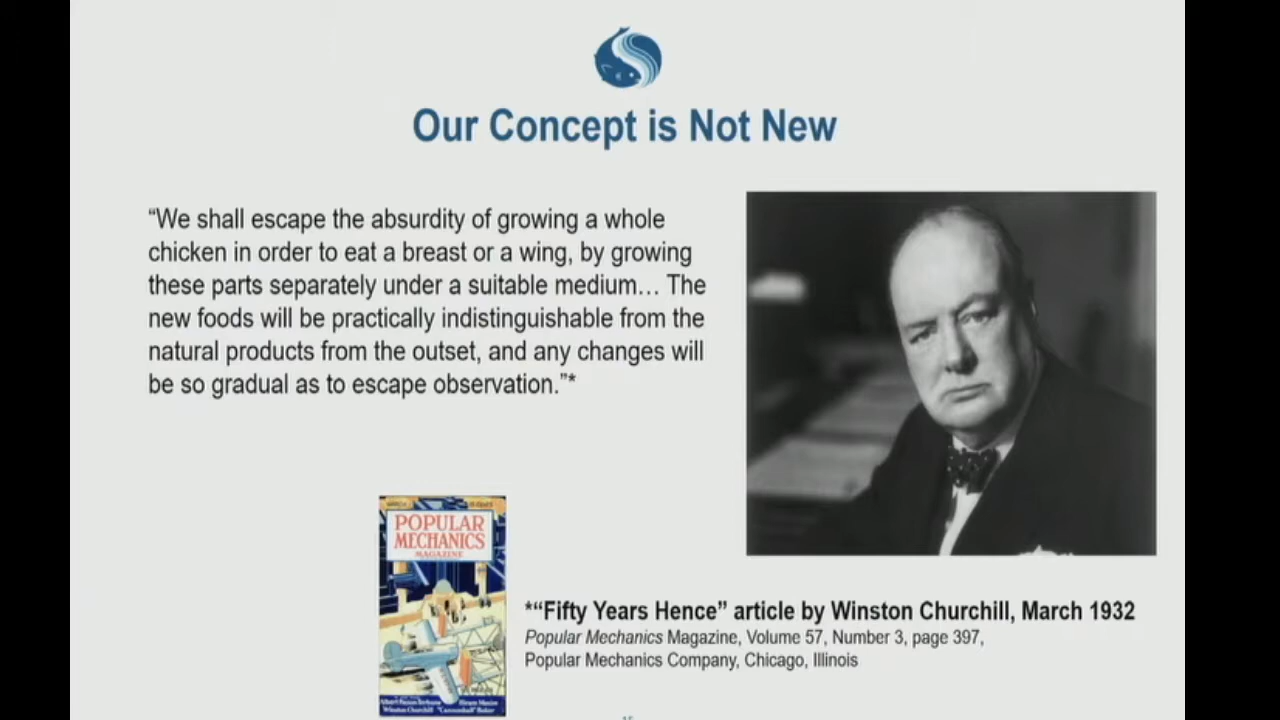 Our Concept is Not New
“We shall escape the absurdity of growing a whole
chicken in order to eat a breast or a wing, by growing
these parts separately under a suitable medium… The
new foods will be practically indistinguishable from the
natural products from the outset, and any changes will
be so gradual as to escape observation.”*
POPULAR
MECHANICS
MAGAZINE
Winston Churchill
*“Fifty Years Hence” article by Winston Churchill, March 1932
Popular Mechanics Magazine, Volume 57, Number 3, page 397,
Popular Mechanics Company, Chicago, Illinois